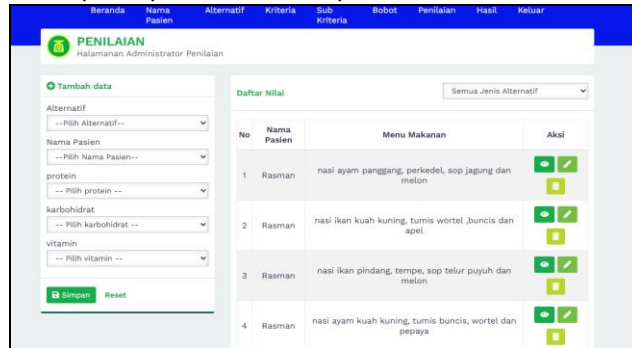 Beranda Nama Pasien Alternatif Kriteria Sub Kriteria Bobot Penilaian Hasil Keluar
PENILAIAN
Halamanan Administrator Penilaian
Tambah data
Alternatif
--Pilih Alternatif--
Nama Pasien
--Pilih Nama Pasien--
protein
-- Pilih protein --
karbohidrat
-- Pilih karbohidrat --
vitamin
-- Pilih vitamin --
Simpan Reset
Daftar Nilai Semua Jenis Alternatif
No Nama Pasien Menu Makanan Aksi
1 Rasman nasi ayam panggang, perkedel, sop jagung dan
melon
2 Rasman nasi ikan kuah kuning, tumis wortel ,buncis dan
apel
3 Rasman nasi ikan pindang, tempe, sop telur puyuh dan
melon
4 Rasman nasi ayam kuah kuning, tumis buncis, wortel dan
pepaya